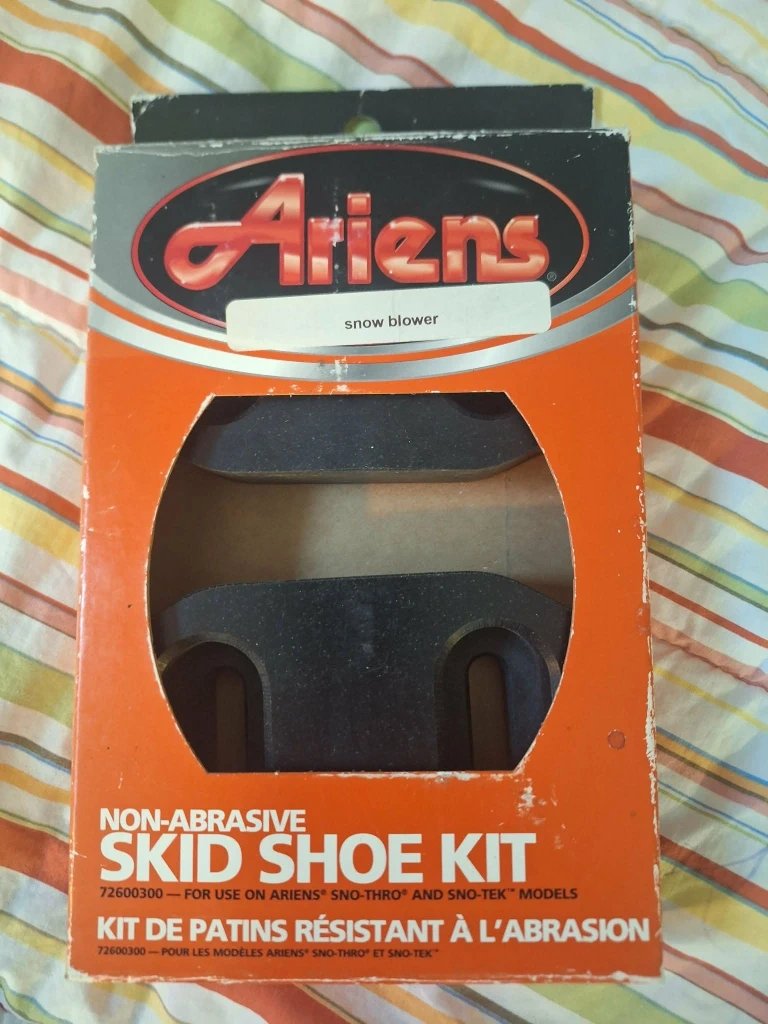 Ariens®
snow blower
NON-ABRASIVE
SKID SHOE KIT
72600300 — FOR USE ON ARIENS® SNO-THRO® AND SNO-TEK™ MODELS
KIT DE PATINS RÉSISTANT À L'ABRASION
72600300 — POUR LES MODÈLES ARIENS® SNO-THRO® ET SNO-TEK™